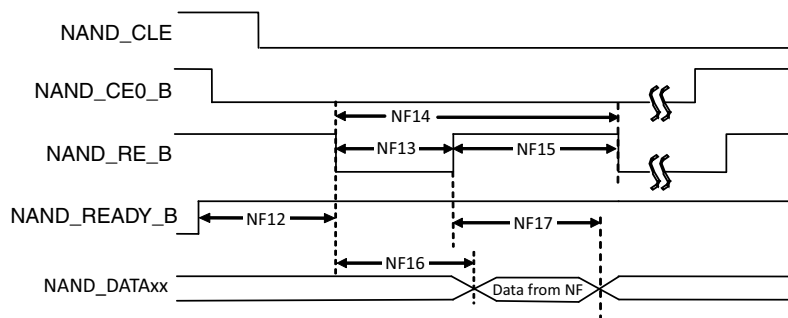 NAND_CLE
NAND_CE0_B
NF14
NAND_RE_B
NF13
NF15
NAND_READY_B
NF12
NF17
NF16
NAND_DATAxx
Data from NF